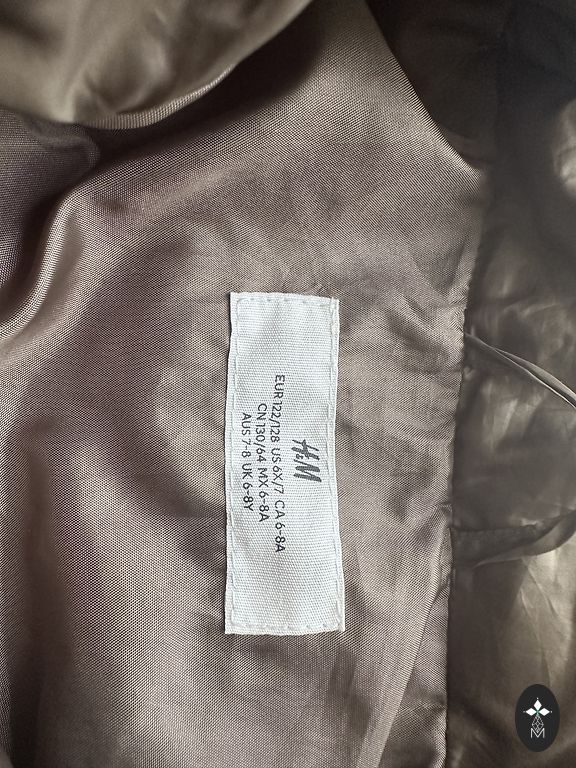 H&M
EUR 122/128 US 6X/7 CA 6-8A
CN 130/64 MX 6-8A
AUS 7-8 UK 6-8Y
M